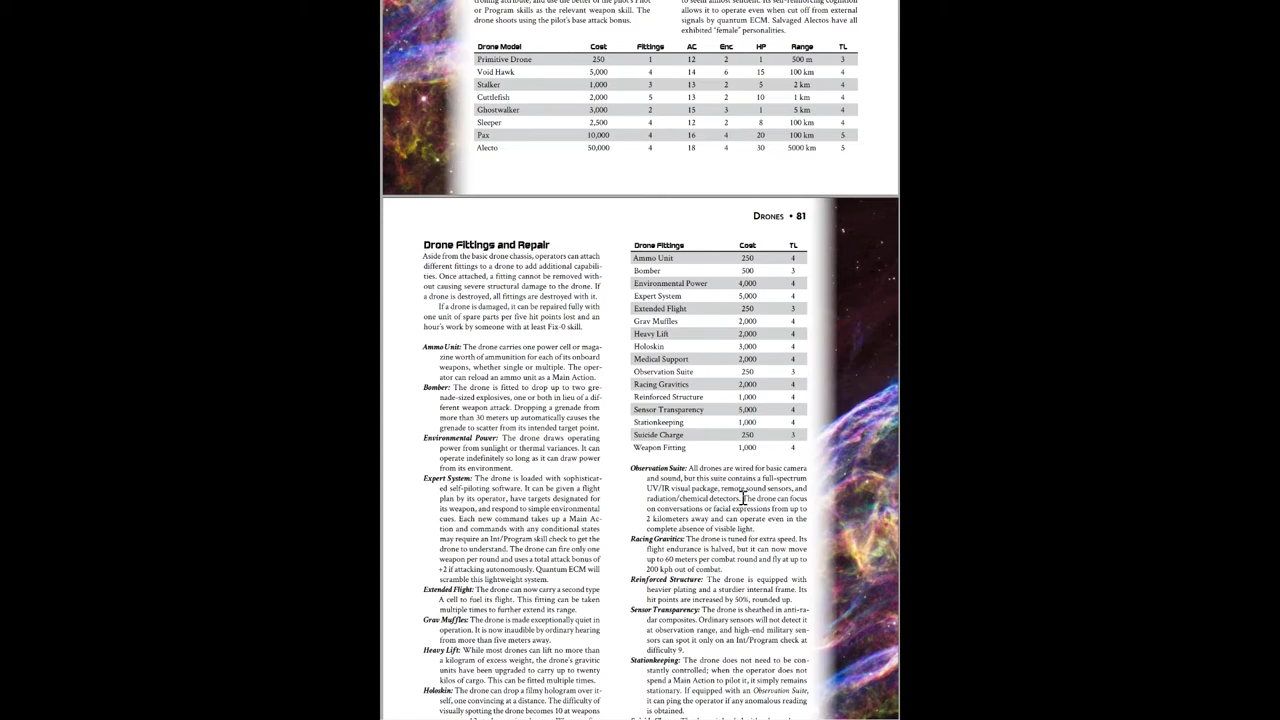 troning attribute, and use the better of the pilot's Pilot
or Program skills as the relevant weapon skill. The
drone shoots using the pilot's base attack bonus.
to seem almost sentient. Its self-reinforcing cognition
allows it to operate even when cut off from external
signals by quantum ECM. Salvaged Alectos have all
exhibited "female" personalities.
Drone Model Cost Fittings AC Enc HP Range TL
Primitive Drone 250 1 12 2 1 500 m 3
Void Hawk 5,000 4 14 6 15 100 km 4
Stalker 1,000 3 13 2 5 2 km 4
Cuttlefish 2,000 5 13 2 10 1 km 4
Ghostwalker 3,000 2 15 3 1 5 km 4
Sleeper 2,500 4 12 2 8 100 km 4
Pax 10,000 4 16 4 20 100 km 5
Alecto 50,000 4 18 4 30 5000 km 5
Drones • 81
Drone Fittings and Repair
Aside from the basic drone chassis, operators can attach
different fittings to a drone to add additional capabili-
ties. Once attached, a fitting cannot be removed with-
out causing severe structural damage to the drone. If
a drone is destroyed, all fittings are destroyed with it.
If a drone is damaged, it can be repaired fully with
one unit of spare parts per five hit points lost and an
hour's work by someone with at least Fix-0 skill.
Ammo Unit: The drone carries one power cell or maga-
zine worth of ammunition for each of its onboard
weapons, whether single or multiple. The oper-
ator can reload an ammo unit as a Main Action.
Bomber: The drone is fitted to drop up to two gre-
nade-sized explosives, one or both in lieu of a dif-
ferent weapon attack. Dropping a grenade from
more than 30 meters up automatically causes the
grenade to scatter from its intended target point.
Environmental Power: The drone draws operating
power from sunlight or thermal variances. It can
operate indefinitely so long as it can draw power
from its environment.
Expert System: The drone is loaded with sophisticat-
ed self-piloting software. It can be given a flight
plan by its operator, have targets designated for
its weapon, and respond to simple environmental
cues. Each new command takes up a Main Ac-
tion and commands with any conditional states
may require an Int/Program skill check to get the
drone to understand. The drone can fire only one
weapon per round and uses a total attack bonus of
+2 if attacking autonomously. Quantum ECM will
scramble this lightweight system.
Extended Flight: The drone can now carry a second type
A cell to fuel its flight. This fitting can be taken
multiple times to further extend its range.
Grav Muffles: The drone is made exceptionally quiet in
operation. It is now inaudible by ordinary hearing
from more than five meters away.
Heavy Lift: While most drones can lift no more than
a kilogram of excess weight, the drone's gravitic
units have been upgraded to carry up to twenty
kilos of cargo. This can be fitted multiple times.
Holoskin: The drone can drop a filmy hologram over it-
self, one convincing at a distance. The difficulty of
visually spotting the drone becomes 10 at weapons
Drone Fittings Cost TL
Ammo Unit 250 4
Bomber 500 3
Environmental Power 4,000 4
Expert System 5,000 4
Extended Flight 250 3
Grav Muffles 2,000 4
Heavy Lift 2,000 4
Holoskin 3,000 4
Medical Support 2,000 4
Observation Suite 250 3
Racing Gravitics 2,000 4
Reinforced Structure 1,000 4
Sensor Transparency 5,000 4
Stationkeeping 1,000 4
Suicide Charge 250 3
Weapon Fitting 1,000 4
Observation Suite: All drones are wired for basic camera
and sound, but this suite contains a full-spectrum
UV/IR visual package, remote sound sensors, and
radiation/chemical detectors. The drone can focus
on conversations or facial expressions from up to
2 kilometers away and can operate even in the
complete absence of visible light.
Racing Gravitics: The drone is tuned for extra speed. Its
flight endurance is halved, but it can now move
up to 60 meters per combat round and fly at up to
200 kph out of combat.
Reinforced Structure: The drone is equipped with
heavier plating and a sturdier internal frame. Its
hit points are increased by 50%, rounded up.
Sensor Transparency: The drone is sheathed in anti-ra-
dar composites. Ordinary sensors will not detect it
at observation range, and high-end military sen-
sors can spot it only on an Int/Program check at
difficulty 9.
Stationkeeping: The drone does not need to be con-
stantly controlled; when the operator does not
spend a Main Action to pilot it, it simply remains
stationary. If equipped with an Observation Suite,
it can ping the operator if any anomalous reading
is obtained.